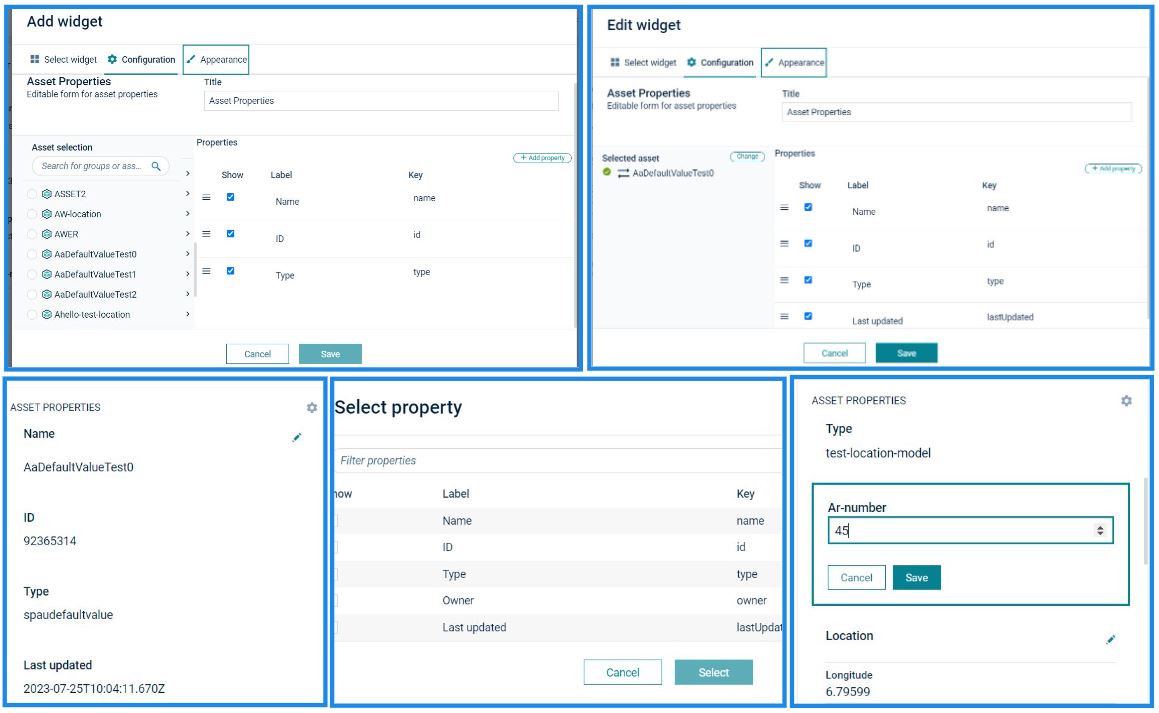 Add widget
Select widget
Configuration
Appearance
Asset Properties
Editable form for asset properties
Title
Asset Properties
Asset selection
Search for groups or ass...
ASSET2
AW-location
AWER
AaDefaultValueTest0
AaDefaultValueTest1
AaDefaultValueTest2
Ahello-test-location
Properties
+ Add property
Show Label Key
Name name
ID id
Type type
Cancel Save
Edit widget
Select widget
Configuration
Appearance
Asset Properties
Editable form for asset properties
Title
Asset Properties
Selected asset
Change
AaDefaultValueTest0
Properties
+ Add property
Show Label Key
Name name
ID id
Type type
Last updated lastUpdated
Cancel Save
ASSET PROPERTIES
Name
AaDefaultValueTest0
ID
92365314
Type
spaudefaultvalue
Last updated
2023-07-25T10:04:11.670Z
Select property
Filter properties
how Label Key
Name name
ID id
Type type
Owner owner
Last updated lastUpdat
Cancel Select
ASSET PROPERTIES
Type
test-location-model
Ar-number
45
Cancel Save
Location
Longitude
6.79599